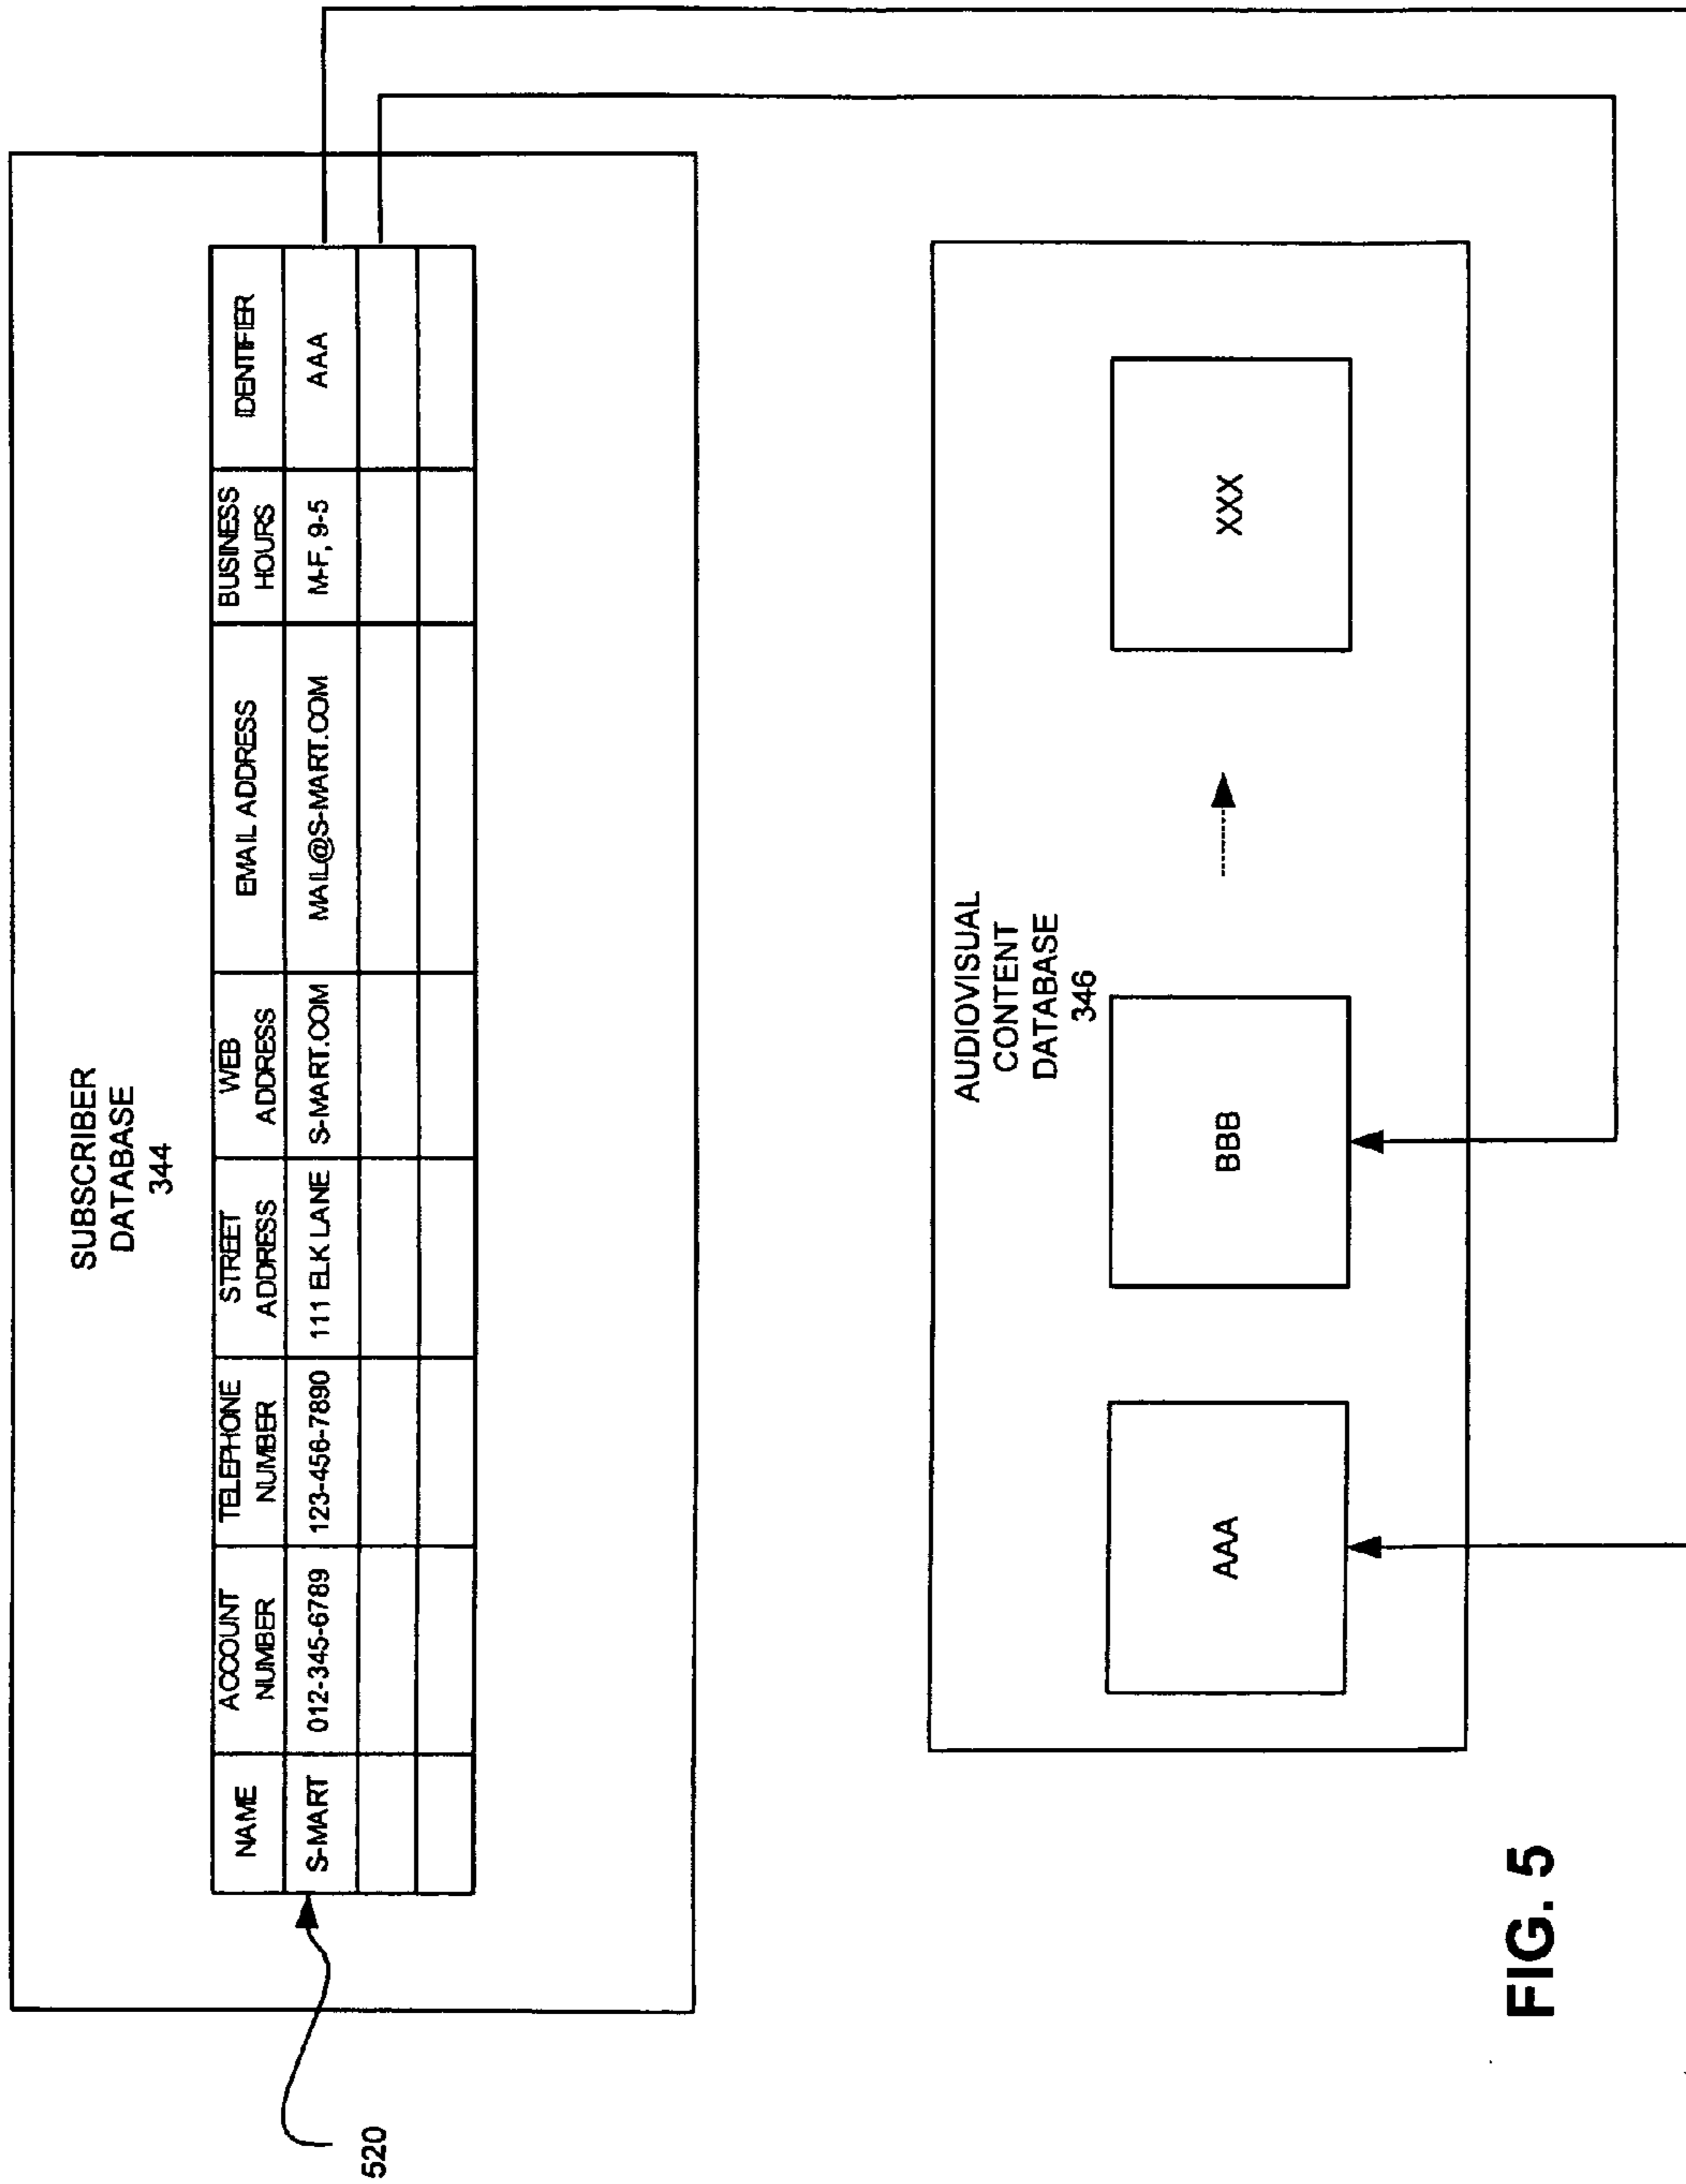 SUBSCRIBER
DATABASE
344
NAME
ACCOUNT
NUMBER
TELEPHONE
NUMBER
STREET
ADDRESS
WEB
ADDRESS
EMAIL ADDRESS
BUSINESS
HOURS
IDENTIFIER
S-MART
012-345-6789
123-456-7890
111 ELK LANE
S-MART.COM
MAIL@S-MART.COM
M-F, 9-5
AAA
520
AUDIOVISUAL
CONTENT
DATABASE
346
AAA
BBB
XXX
FIG. 5